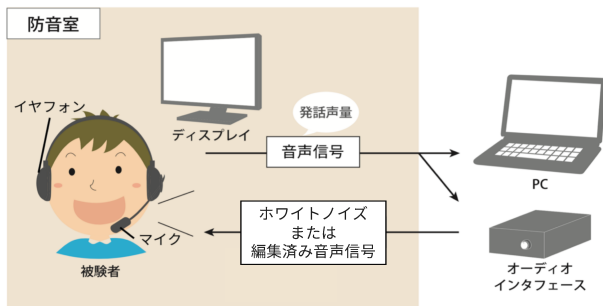 防音室
イヤフォン
ディスプレイ
発話声量
音声信号
PC
ホワイトノイズ
または
編集済み音声信号
マイク
被験者
オーディオ
インタフェース